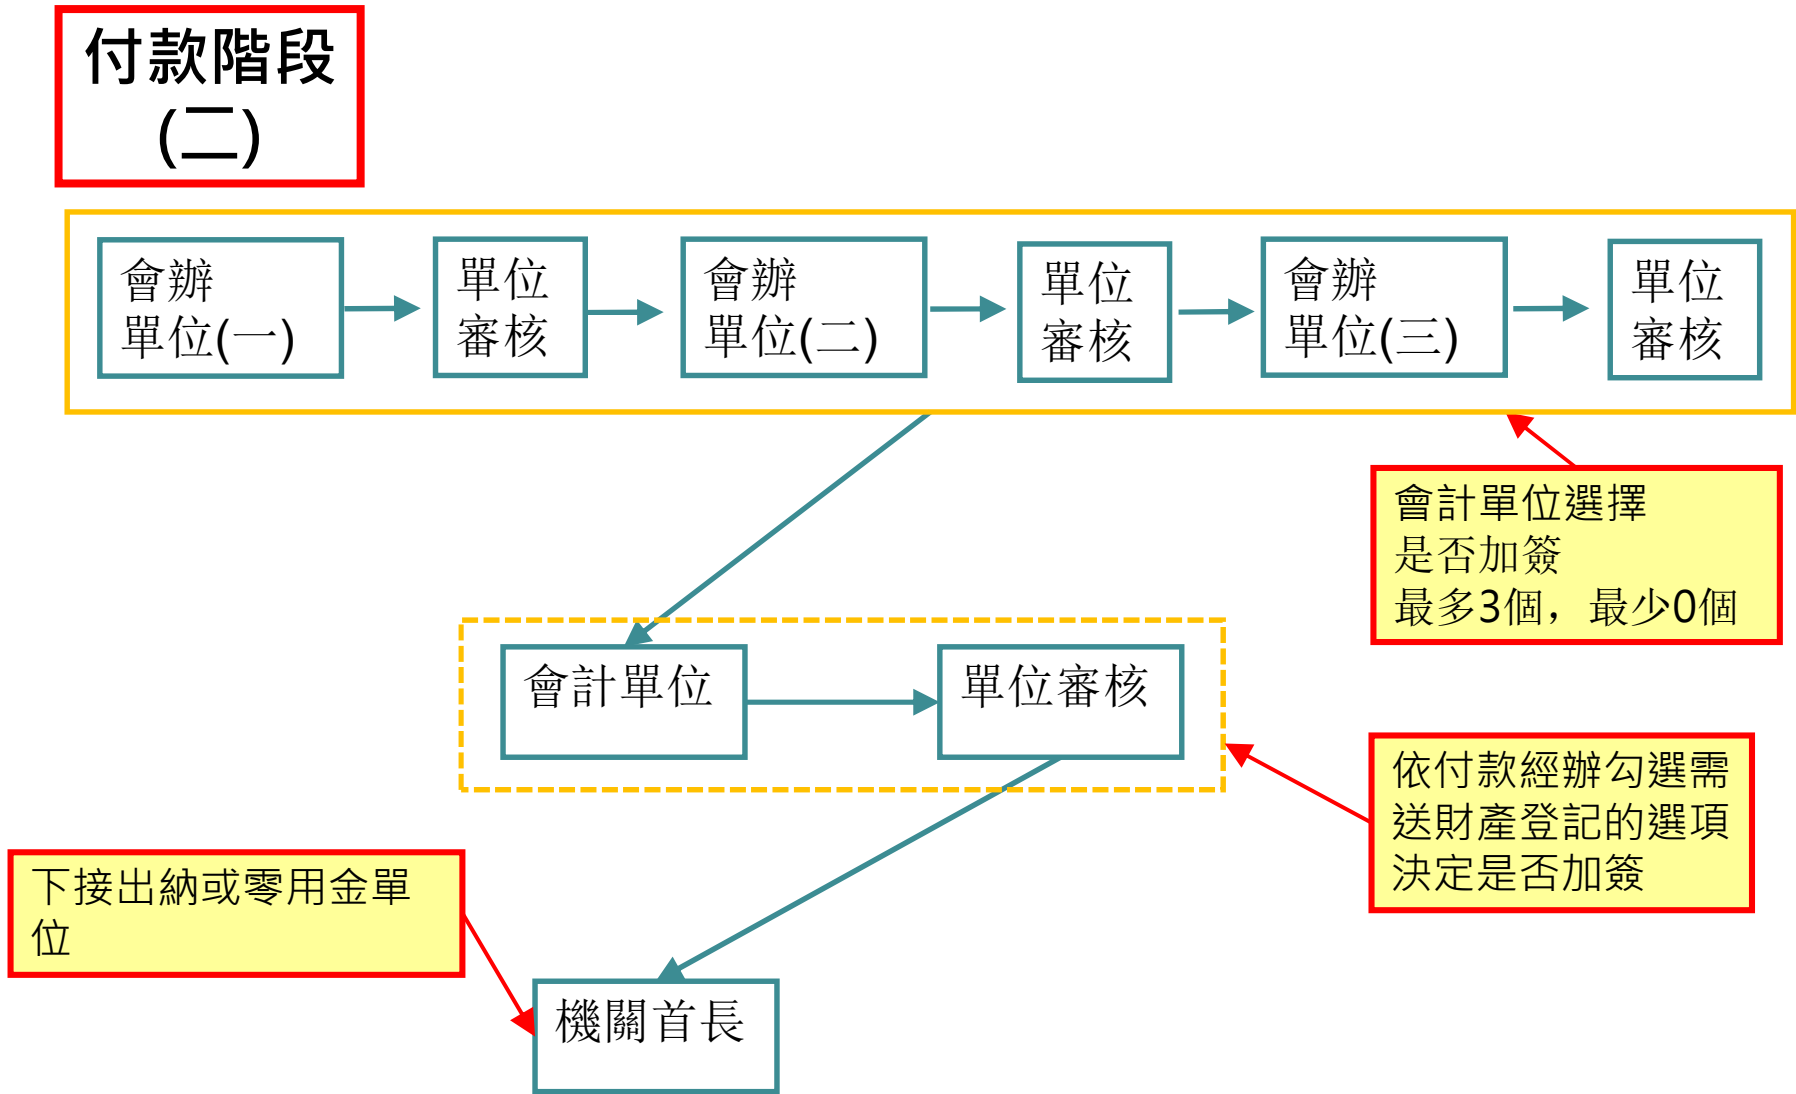 付款階段
(二)
會辦
單位(一)
單位
審核
會辦
單位(二)
單位
審核
會辦
單位(三)
單位
審核
會計單位選擇
是否加簽
最多3個，最少0個
會計單位
單位審核
依付款經辦勾選需
送財產登記的選項
決定是否加簽
下接出納或零用金單
位
機關首長